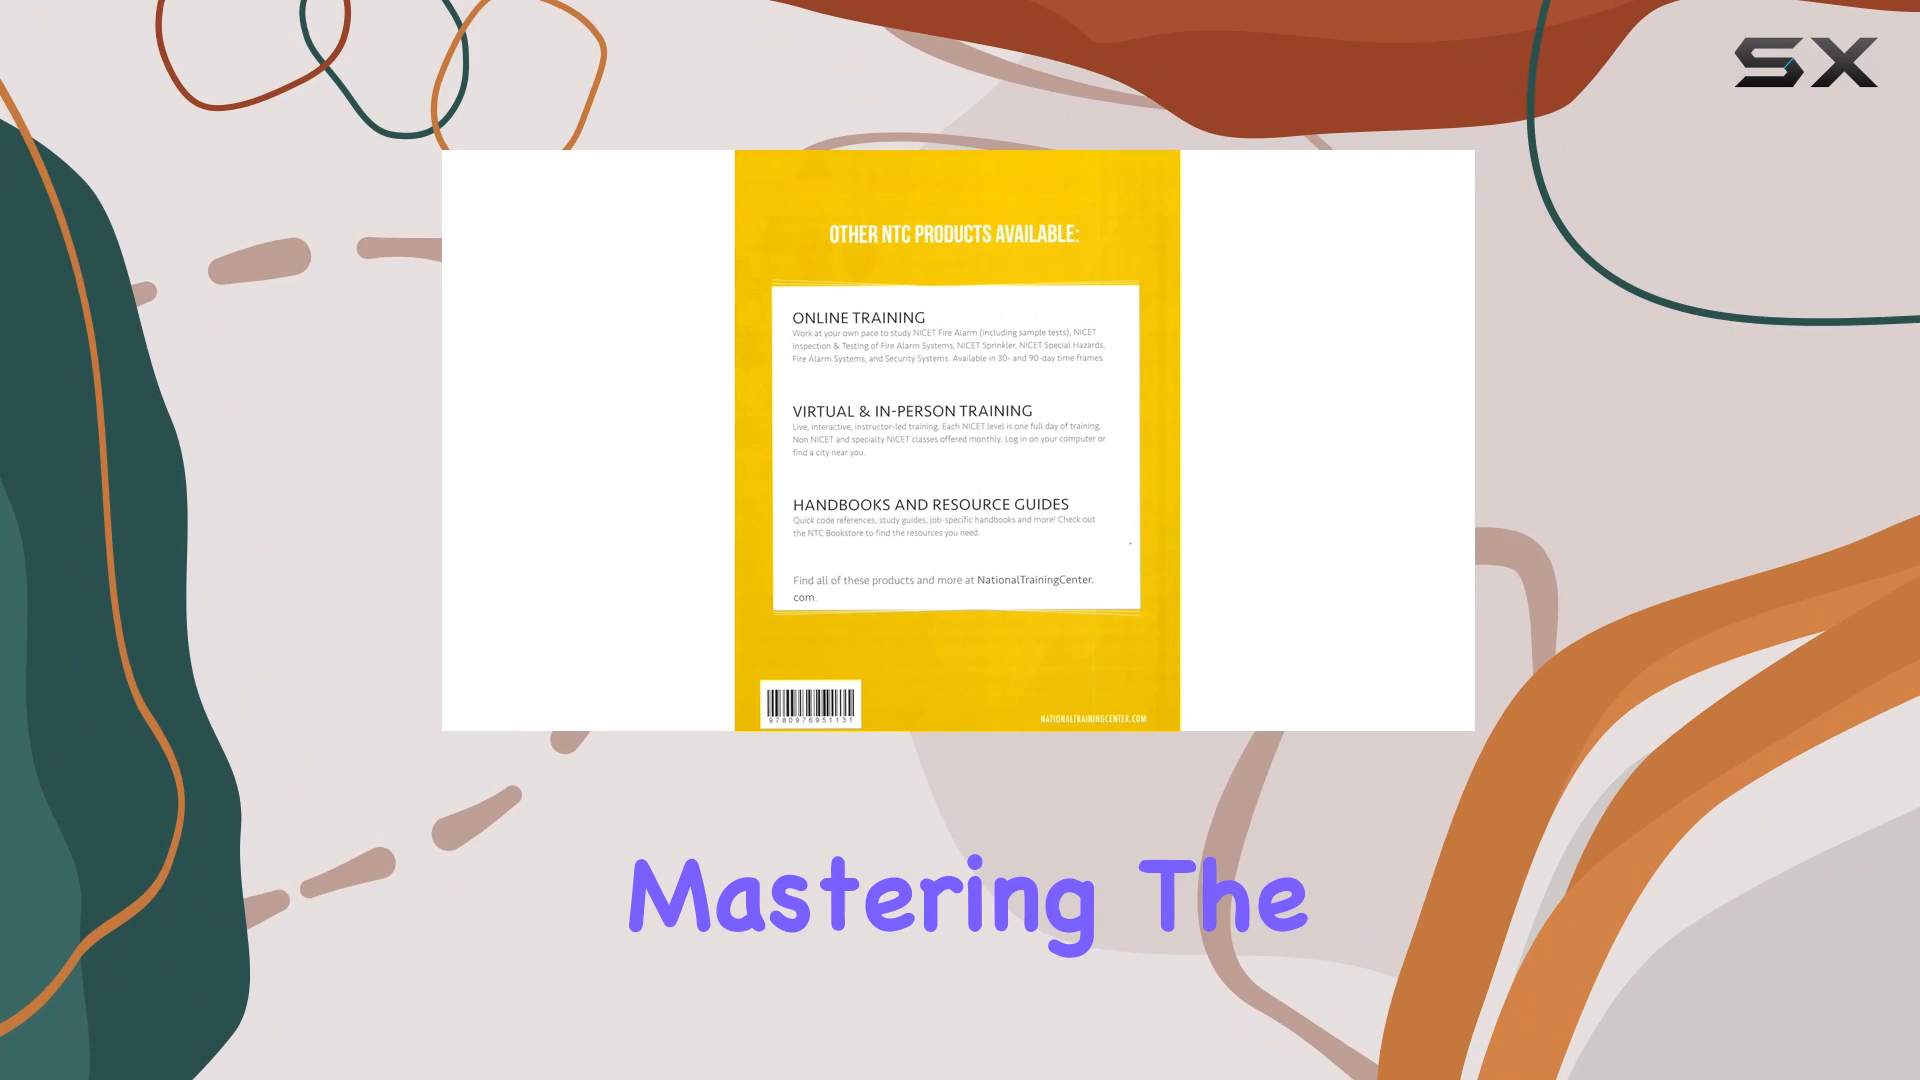 SX
OTHER NTC PRODUCTS AVAILABLE:
ONLINE TRAINING
Work at your own pace to study NICET Fire Alarm (including sample tests), NICET
Inspection & Testing of Fire Alarm Systems, NICET Sprinkler, NICET Special Hazards,
Fire Alarm Systems, and Security Systems. Available in 30- and 90-day time frames.
VIRTUAL & IN-PERSON TRAINING
Live, interactive, instructor-led training. Each NICET level is one full day of training.
Non NICET and specialty NICET classes offered monthly. Log in on your computer or
find a city near you.
HANDBOOKS AND RESOURCE GUIDES
Quick code references, study guides, job-specific handbooks and more! Check out
the NTC Bookstore to find the resources you need.
Find all of these products and more at NationalTrainingCenter.
com.
9780976951131
NATIONALTRAININGCENTER.COM
Mastering The